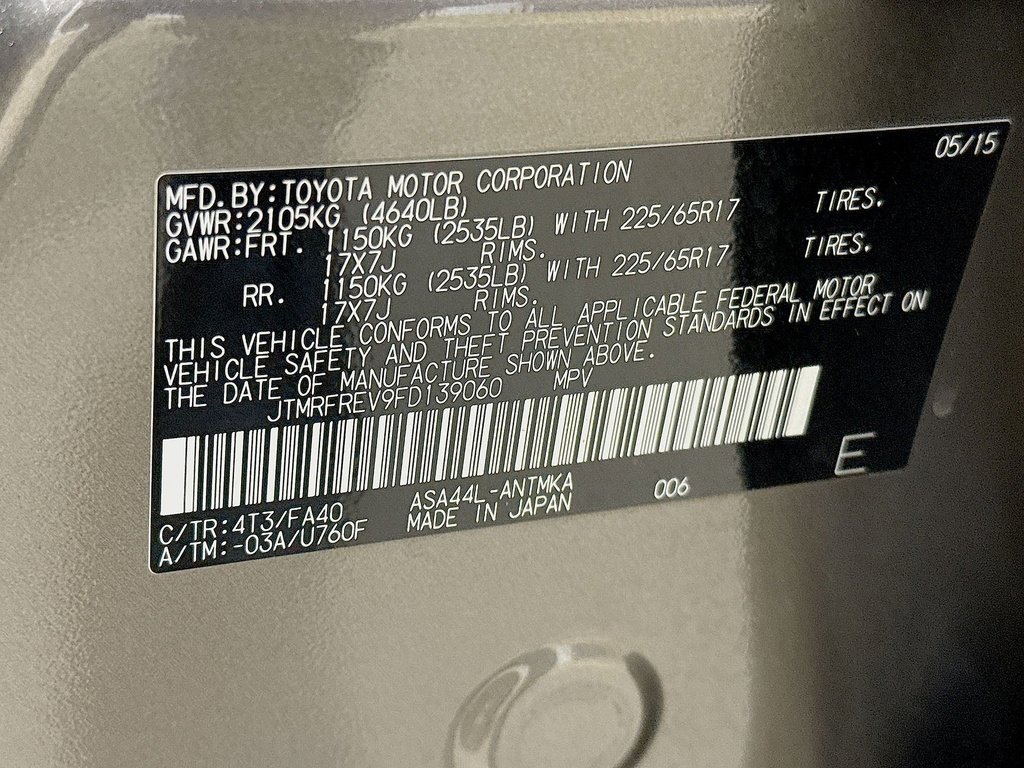 05/15
MFD.BY:TOYOTA MOTOR CORPORATION
GVWR:2105KG (4640LB)
GAWR:FRT. 1150KG (2535LB) WITH 225/65R17 TIRES.
17X7J RIMS.
RR. 1150KG (2535LB) WITH 225/65R17 TIRES.
17X7J RIMS.
THIS VEHICLE CONFORMS TO ALL APPLICABLE FEDERAL MOTOR
VEHICLE SAFETY AND THEFT PREVENTION STANDARDS IN EFFECT ON
THE DATE OF MANUFACTURE SHOWN ABOVE.
JTMRFREV9FD139060 MPV
E
C/TR:4T3/FA40 ASA44L-ANTMKA 006
A/TM:-03A/U760F MADE IN JAPAN